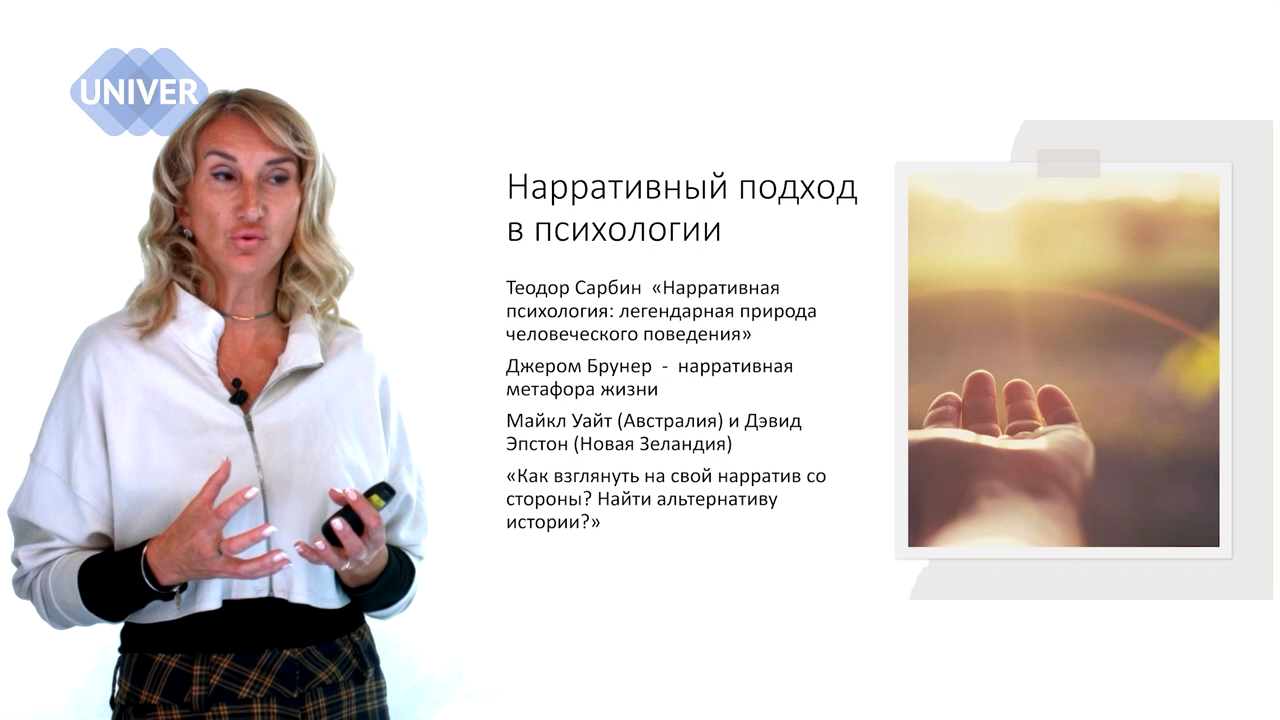 UNIVER
Нарративный подход
в психологии
Теодор Сарбин «Нарративная
психология: легендарная природа
человеческого поведения»
Джером Брунер - нарративная
метафора жизни
Майкл Уайт (Австралия) и Дэвид
Эпстон (Новая Зеландия)
«Как взглянуть на свой нарратив со
стороны? Найти альтернативу
истории?»